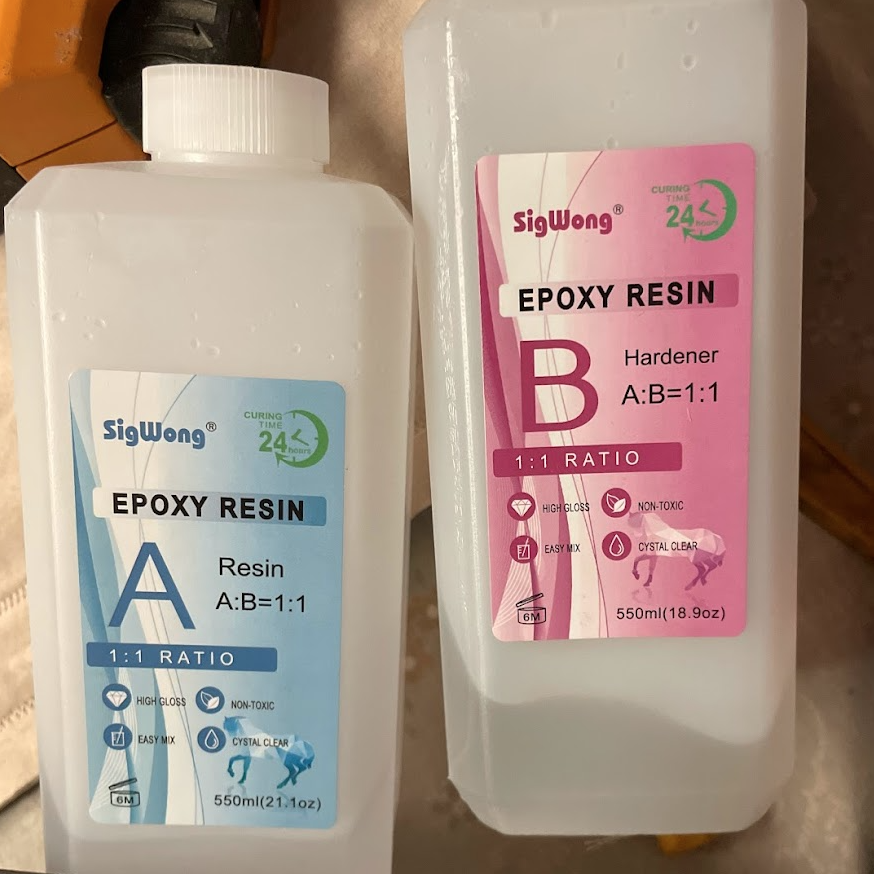 SigWong®
CURING
TIME
24
hours
EPOXY RESIN
A
Resin
A:B=1:1
1:1 RATIO
HIGH GLOSS
NON-TOXIC
EASY MIX
CYSTAL CLEAR
6M
550ml(21.1oz)
SigWong®
CURING
TIME
24
hours
EPOXY RESIN
B
Hardener
A:B=1:1
1:1 RATIO
HIGH GLOSS
NON-TOXIC
EASY MIX
CYSTAL CLEAR
6M
550ml(18.9oz)